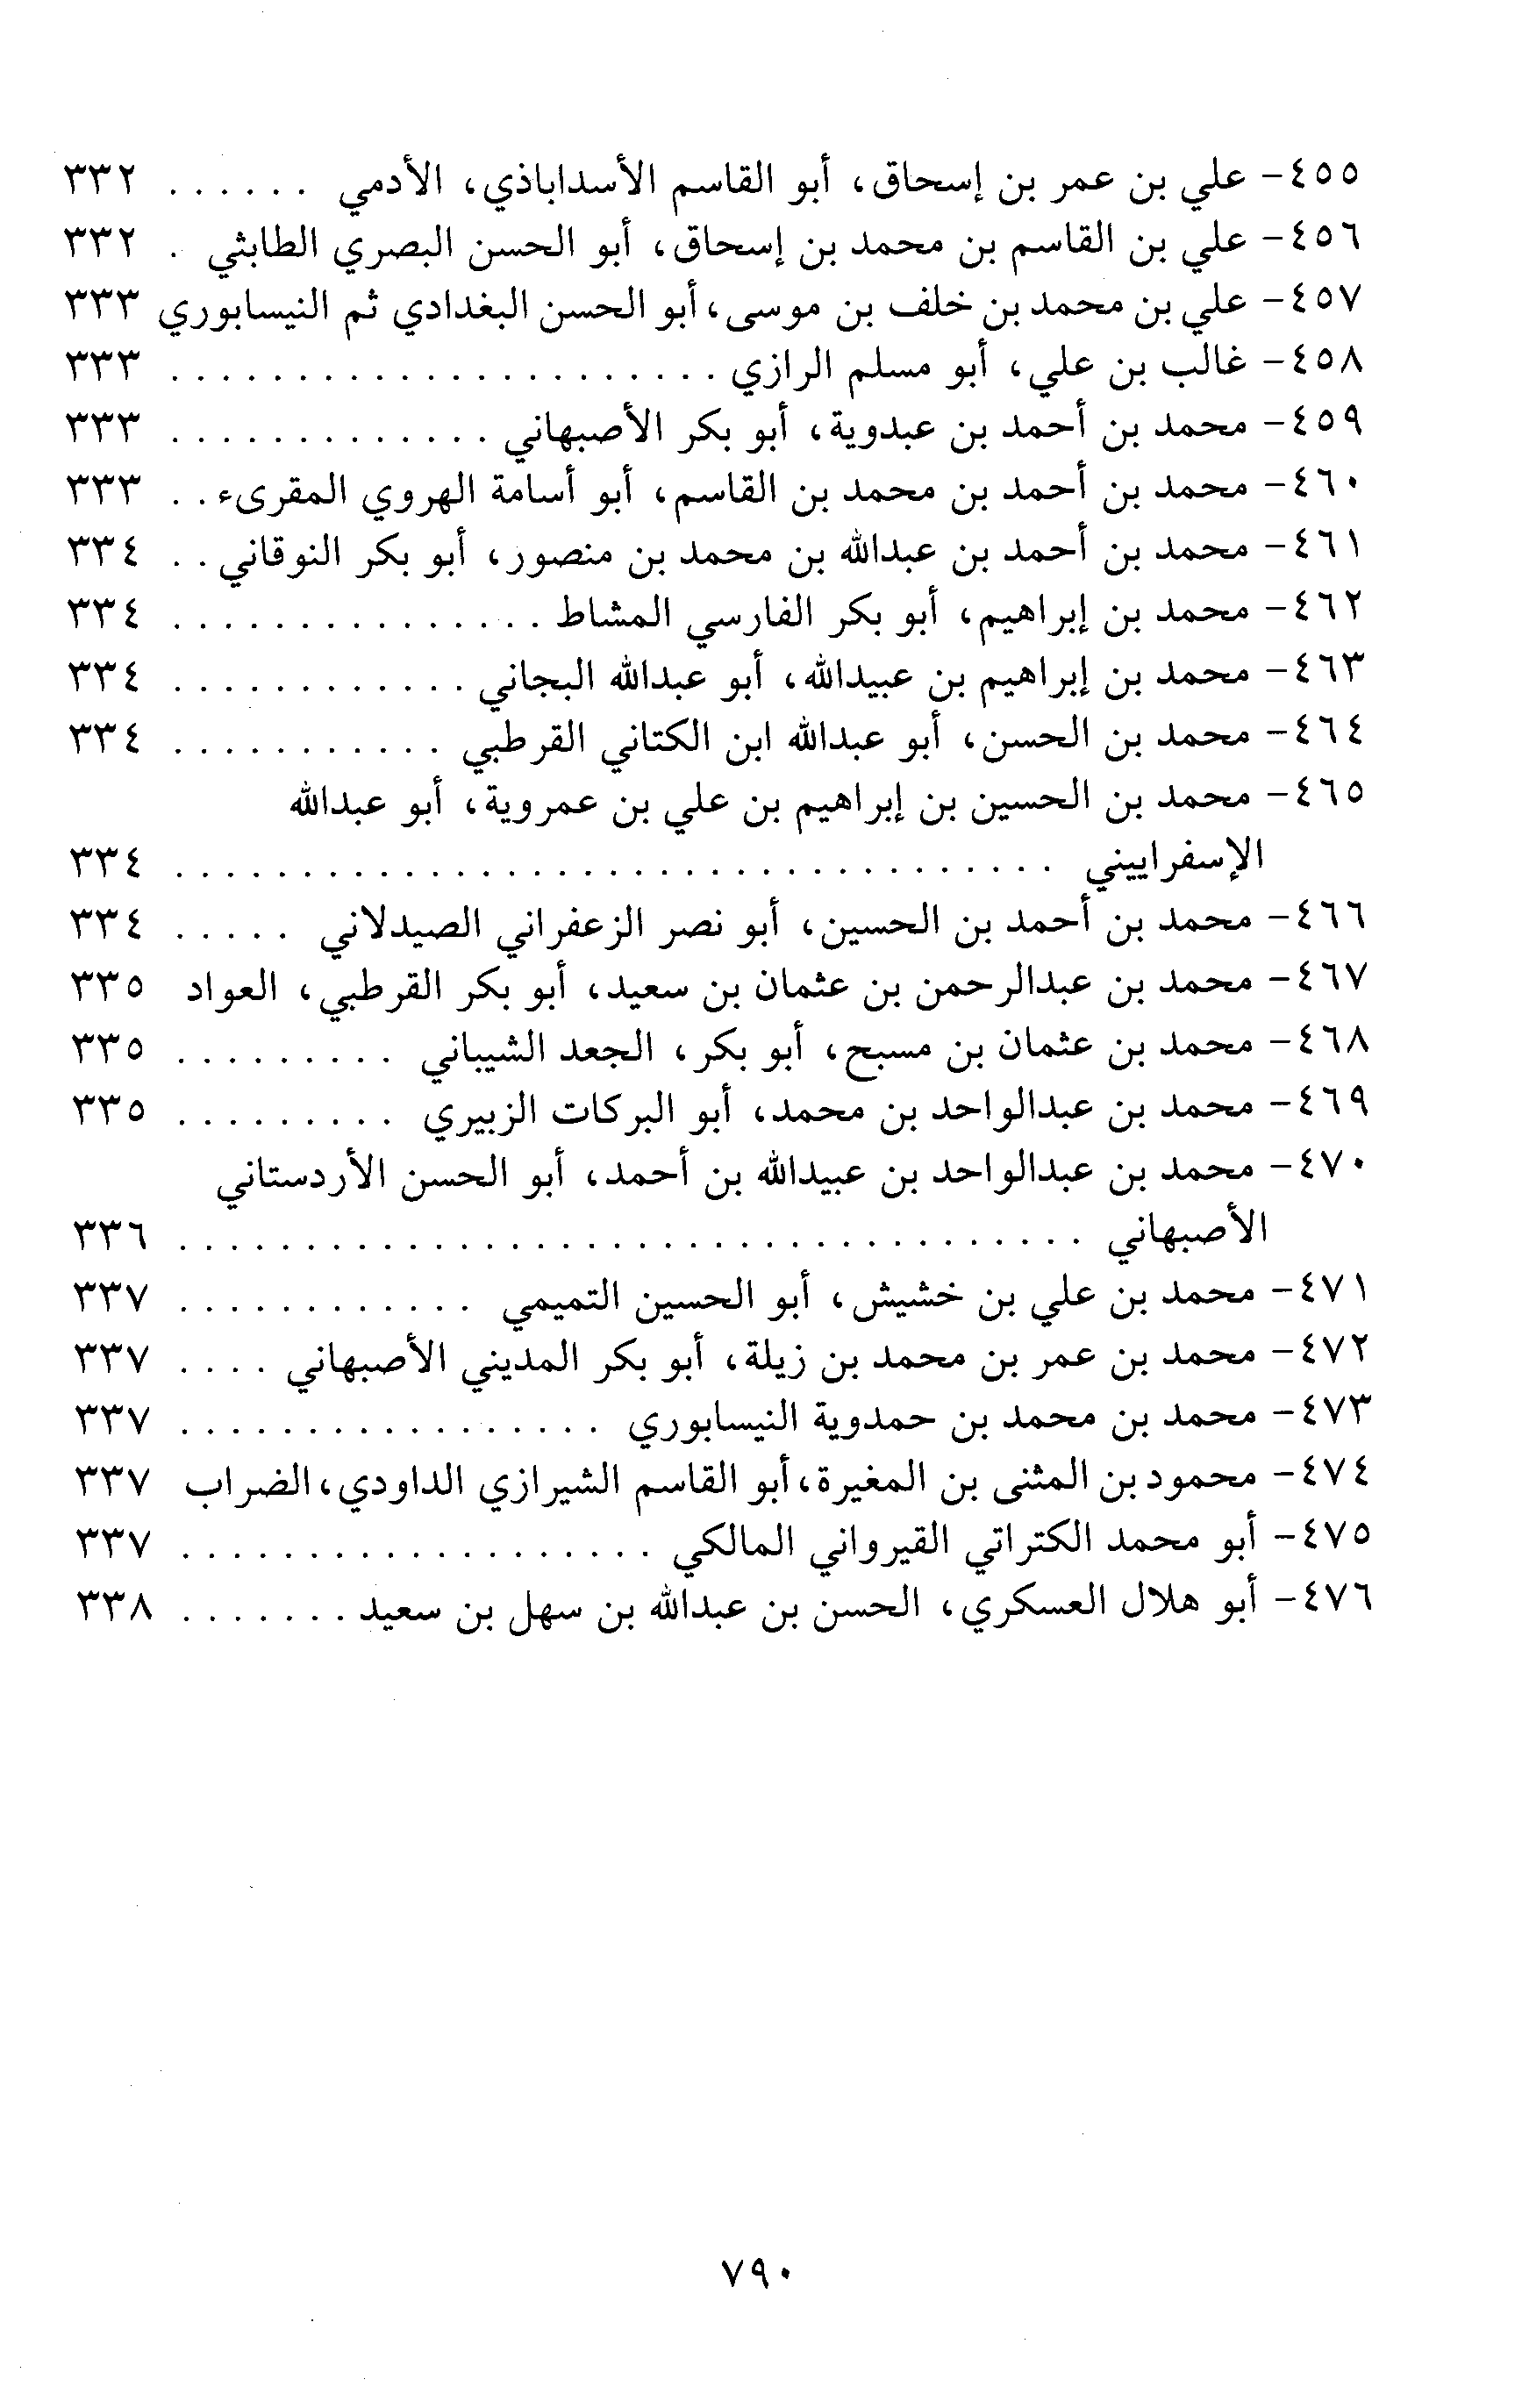 ٤٥٥- علي بن عمر بن إسحاق، أبو القاسم الأسداباذي، الأدمي ...... ٣٣٢
٤٥٦- علي بن القاسم بن محمد بن إسحاق، أبو الحسن البصري الطابثي . ٣٣٢
٤٥٧- علي بن محمد بن خلف بن موسى، أبو الحسن البغدادي ثم النيسابوري ٣٣٣
٤٥٨- غالب بن علي، أبو مسلم الرازي ...................... ٣٣٣
٤٥٩- محمد بن أحمد بن عبدوية، أبو بكر الأصبهاني ............. ٣٣٣
٤٦٠- محمد بن أحمد بن محمد بن القاسم، أبو أسامة الهروي المقرىء .. ٣٣٣
٤٦١- محمد بن أحمد بن عبدالله بن محمد بن منصور، أبو بكر النوقاني .. ٣٣٤
٤٦٢- محمد بن إبراهيم، أبو بكر الفارسي المشاط ............... ٣٣٤
٤٦٣- محمد بن إبراهيم بن عبيدالله، أبو عبدالله البجاني ............ ٣٣٤
٤٦٤- محمد بن الحسن، أبو عبدالله ابن الكتاني القرطبي ........... ٣٣٤
٤٦٥- محمد بن الحسين بن إبراهيم بن علي بن عمروية، أبو عبدالله
الإسفراييني ................................... ٣٣٤
٤٦٦- محمد بن أحمد بن الحسين، أبو نصر الزعفراني الصيدلاني ..... ٣٣٤
٤٦٧- محمد بن عبدالرحمن بن عثمان بن سعيد، أبو بكر القرطبي، العواد ٣٣٥
٤٦٨- محمد بن عثمان بن مسبح، أبو بكر، الجعد الشيباني ......... ٣٣٥
٤٦٩- محمد بن عبدالواحد بن محمد، أبو البركات الزبيري ......... ٣٣٥
٤٧٠- محمد بن عبدالواحد بن عبيدالله بن أحمد، أبو الحسن الأردستاني
الأصبهاني .................................... ٣٣٦
٤٧١- محمد بن علي بن خشيش، أبو الحسين التميمي ............ ٣٣٧
٤٧٢- محمد بن عمر بن محمد بن زيلة، أبو بكر المديني الأصبهاني .... ٣٣٧
٤٧٣- محمد بن محمد بن حمدوية النيسابوري ................. ٣٣٧
٤٧٤- محمود بن المثنى بن المغيرة، أبو القاسم الشيرازي الداودي، الضراب ٣٣٧
٤٧٥- أبو محمد الكتراتي القيرواني المالكي ................... ٣٣٧
٤٧٦- أبو هلال العسكري، الحسن بن عبدالله بن سهل بن سعيد ....... ٣٣٨
٧٩٠